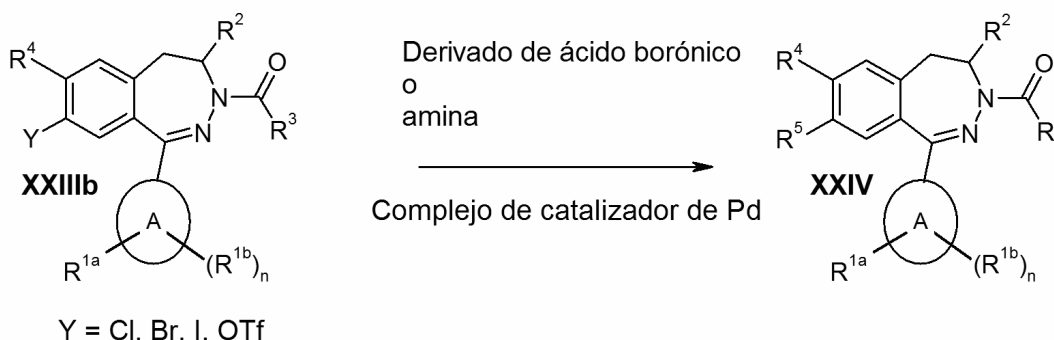 R2
R4
O
N
N
R3
Y
XXIIIb
A
R1a
(R1b)n
Y = Cl, Br, I, OTf
Derivado de ácido borónico
o
amina
Complejo de catalizador de Pd
R2
R4
O
N
N
R
R5
XXIV
A
R1a
(R1b)n